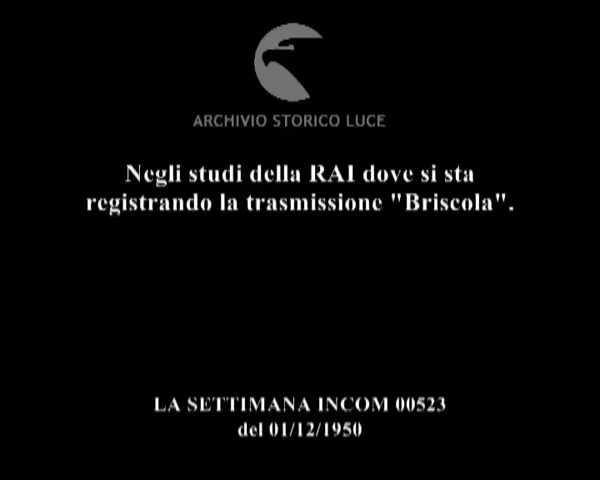 ARCHIVIO STORICO LUCE
Negli studi della RAI dove si sta
registrando la trasmissione "Briscola".
LA SETTIMANA INCOM 00523
del 01/12/1950